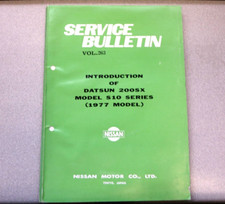 SERVICE
BULLETIN
VOL.263
INTRODUCTION
OF
DATSUN 200SX
MODEL S10 SERIES
(1977 MODEL)
NISSAN
NISSAN MOTOR CO., LTD.
TOKYO, JAPAN